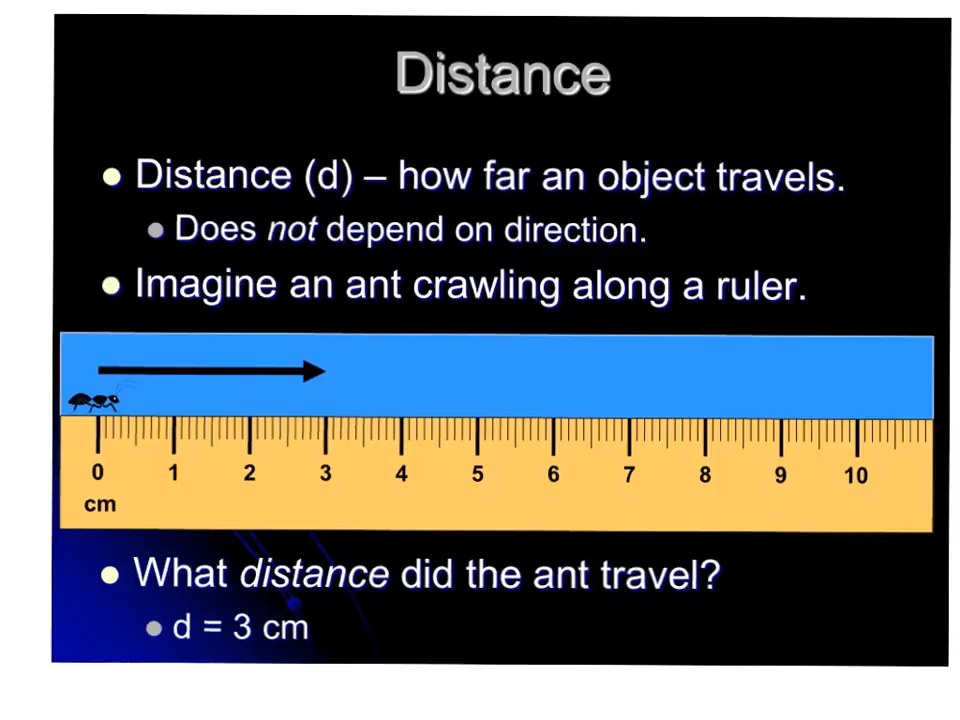 Distance
Distance (d) – how far an object travels.
Does not depend on direction.
Imagine an ant crawling along a ruler.
0 1 2 3 4 5 6 7 8 9 10
cm
What distance did the ant travel?
d = 3 cm